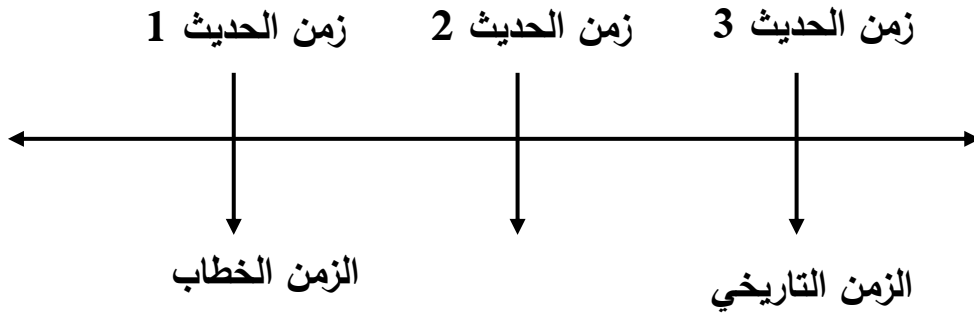 زمن الحديث 3
زمن الحديث 2
زمن الحديث 1
الزمن التاريخي
الزمن الخطاب